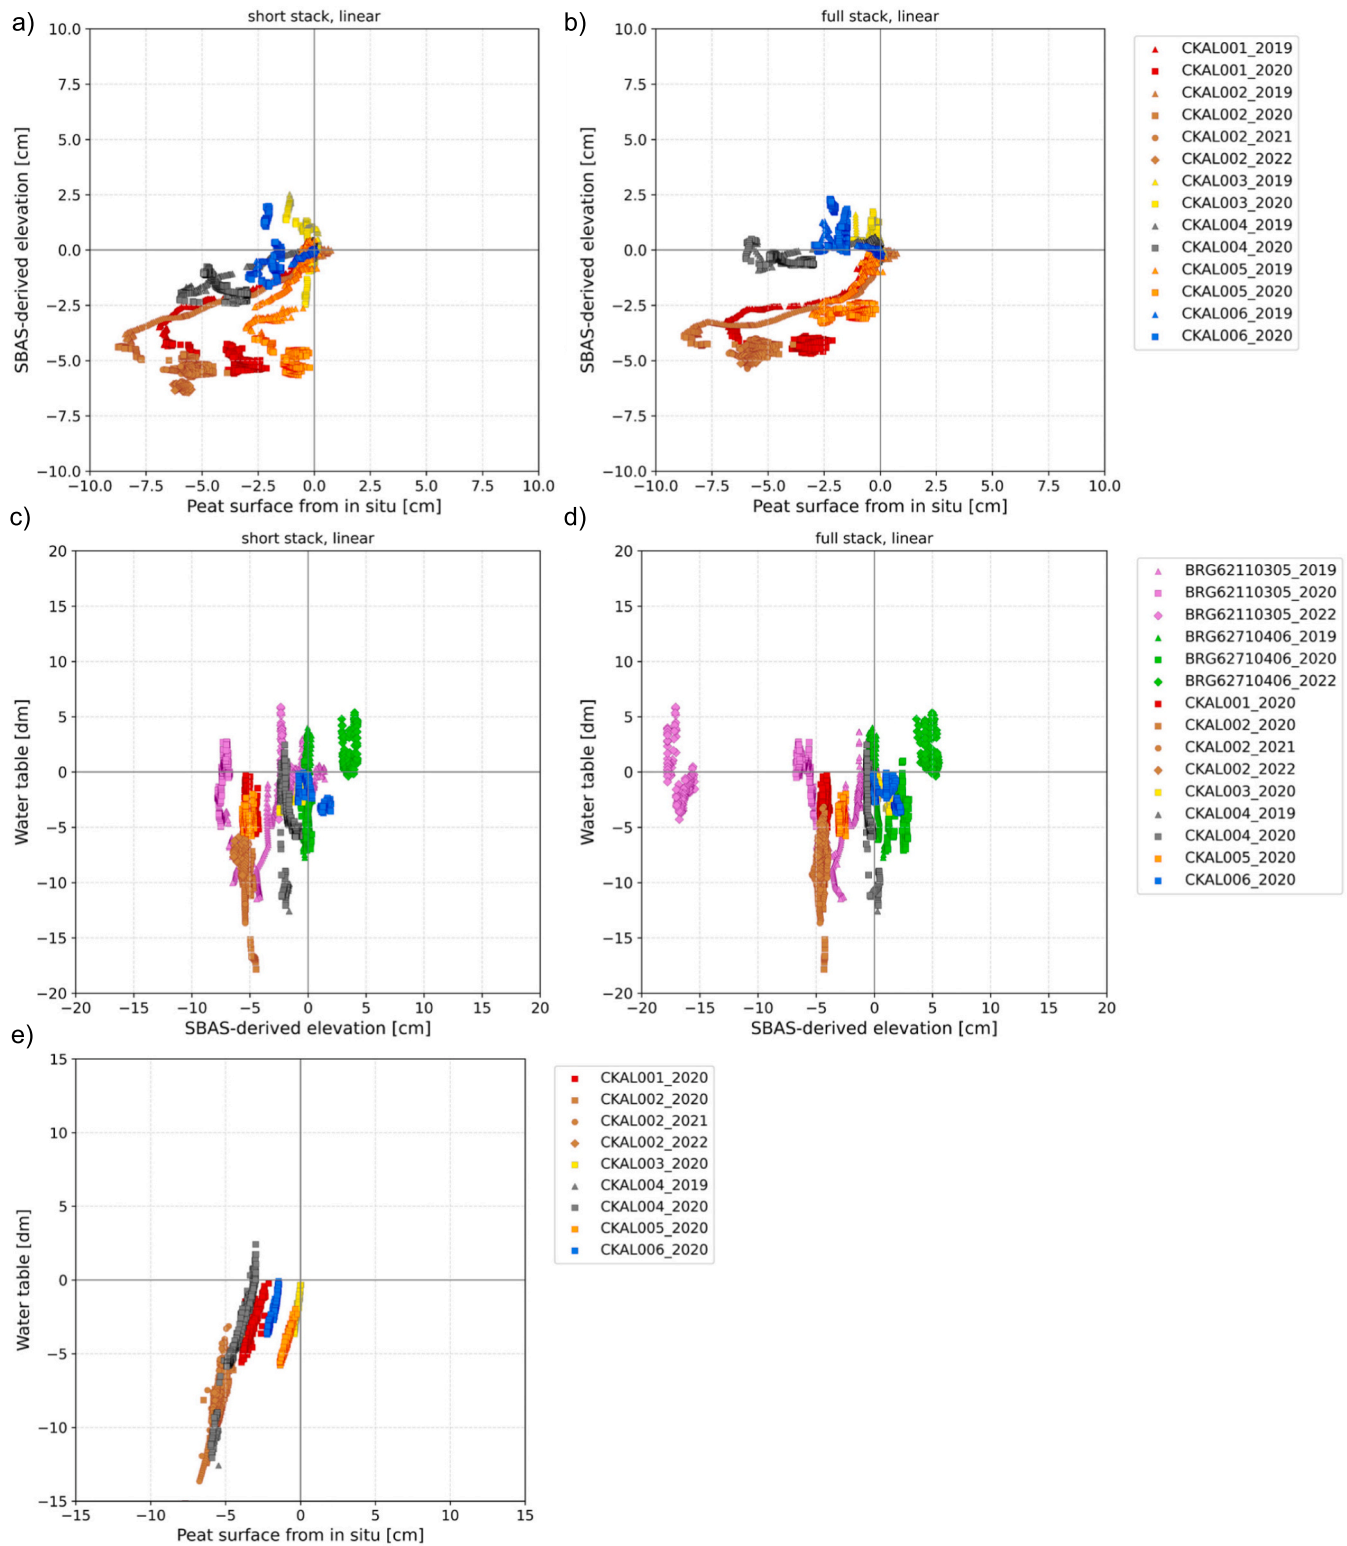 a)
short stack, linear
10.0
7.5
5.0
2.5
0.0
−2.5
−5.0
−7.5
−10.0
−10.0 −7.5 −5.0 −2.5 0.0 2.5 5.0 7.5 10.0
SBAS-derived elevation [cm]
Peat surface from in situ [cm]
b)
full stack, linear
10.0
7.5
5.0
2.5
0.0
−2.5
−5.0
−7.5
−10.0
−10.0 −7.5 −5.0 −2.5 0.0 2.5 5.0 7.5 10.0
SBAS-derived elevation [cm]
Peat surface from in situ [cm]
CKAL001_2019
CKAL001_2020
CKAL002_2019
CKAL002_2020
CKAL002_2021
CKAL002_2022
CKAL003_2019
CKAL003_2020
CKAL004_2019
CKAL004_2020
CKAL005_2019
CKAL005_2020
CKAL006_2019
CKAL006_2020
c)
short stack, linear
20
15
10
5
0
−5
−10
−15
−20
−20 −15 −10 −5 0 5 10 15 20
Water table [dm]
SBAS-derived elevation [cm]
d)
full stack, linear
20
15
10
5
0
−5
−10
−15
−20
−20 −15 −10 −5 0 5 10 15 20
Water table [dm]
SBAS-derived elevation [cm]
BRG62110305_2019
BRG62110305_2020
BRG62110305_2022
BRG62710406_2019
BRG62710406_2020
BRG62710406_2022
CKAL001_2020
CKAL002_2020
CKAL002_2021
CKAL002_2022
CKAL003_2020
CKAL004_2019
CKAL004_2020
CKAL005_2020
CKAL006_2020
e)
15
10
5
0
−5
−10
−15
−15 −10 −5 0 5 10 15
Water table [dm]
Peat surface from in situ [cm]
CKAL001_2020
CKAL002_2020
CKAL002_2021
CKAL002_2022
CKAL003_2020
CKAL004_2019
CKAL004_2020
CKAL005_2020
CKAL006_2020